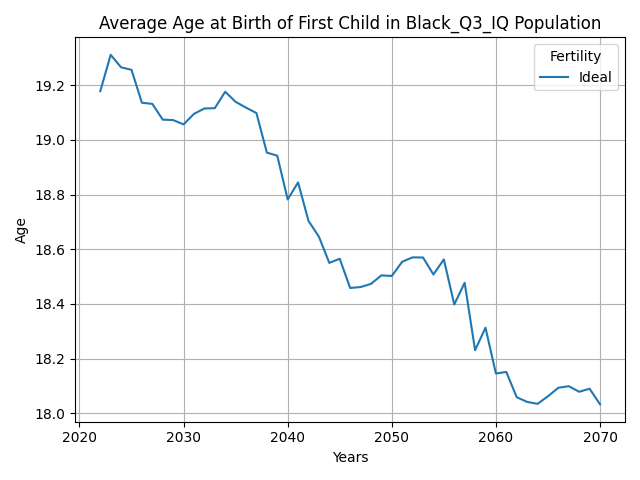 Average Age at Birth of First Child in Black_Q3_IQ Population
Fertility
Ideal
19.2
19.0
18.8
18.6
18.4
18.2
18.0
Age
2020 2030 2040 2050 2060 2070
Years